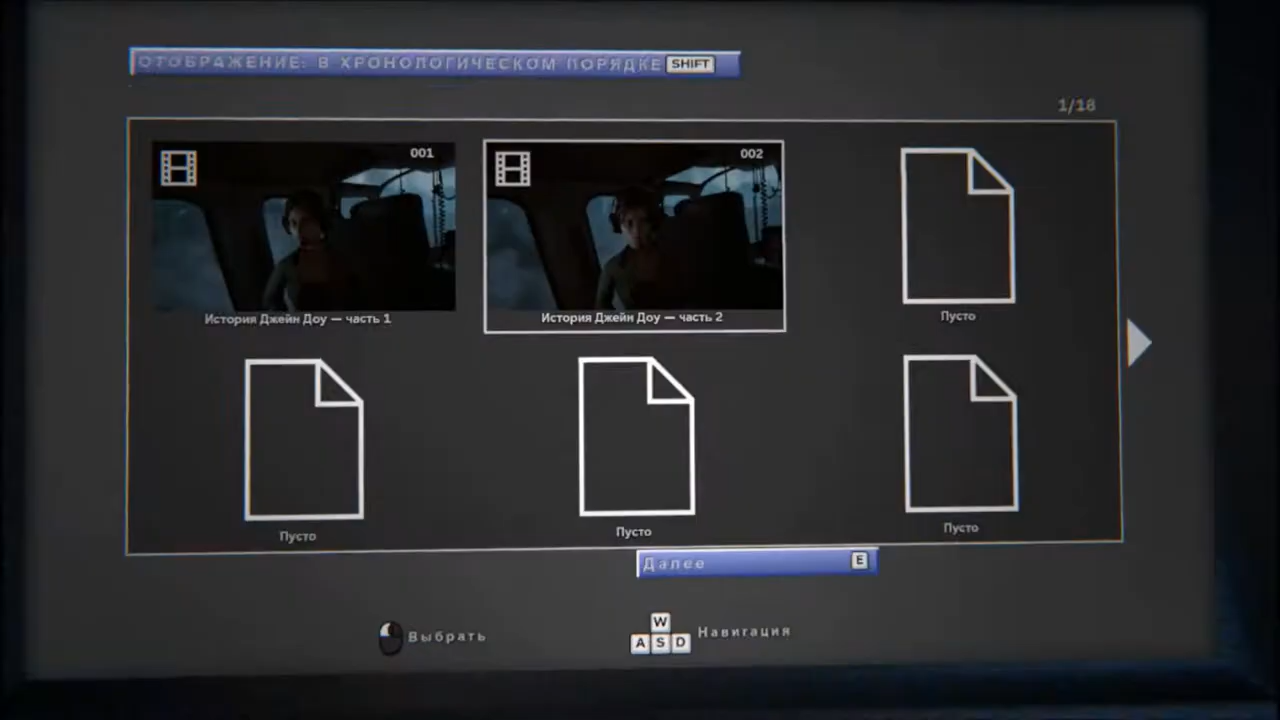 ОТОБРАЖЕНИЕ: В ХРОНОЛОГИЧЕСКОМ ПОРЯДКЕ SHIFT
1/18
001
002
История Джейн Доу — часть 1
История Джейн Доу — часть 2
Пусто
Пусто
Пусто
Пусто
Далее E
Выбрать
W
A S D
Навигация